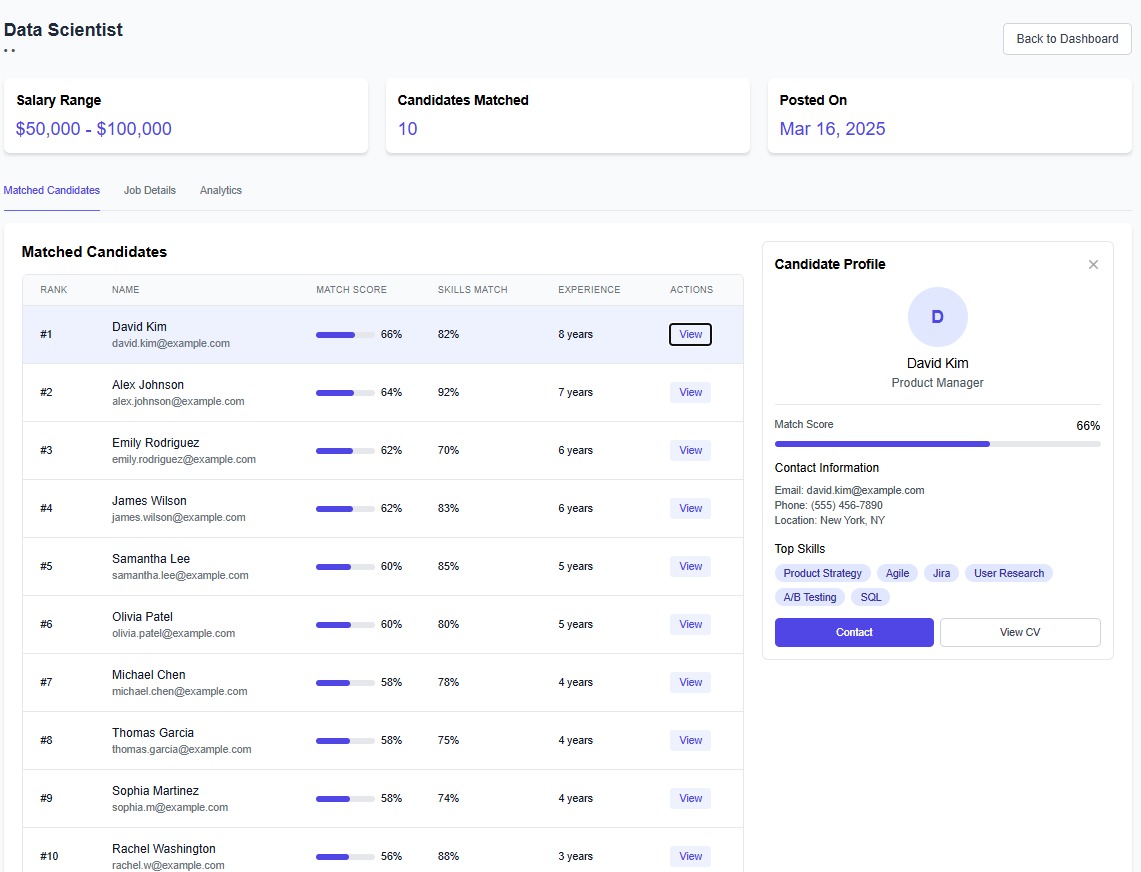 Data Scientist
• •
Back to Dashboard
Salary Range
$50,000 - $100,000
Candidates Matched
10
Posted On
Mar 16, 2025
Matched Candidates Job Details Analytics
Matched Candidates
RANK NAME MATCH SCORE SKILLS MATCH EXPERIENCE ACTIONS
#1 David Kim 66% 82% 8 years View
david.kim@example.com
#2 Alex Johnson 64% 92% 7 years View
alex.johnson@example.com
#3 Emily Rodriguez 62% 70% 6 years View
emily.rodriguez@example.com
#4 James Wilson 62% 83% 6 years View
james.wilson@example.com
#5 Samantha Lee 60% 85% 5 years View
samantha.lee@example.com
#6 Olivia Patel 60% 80% 5 years View
olivia.patel@example.com
#7 Michael Chen 58% 78% 4 years View
michael.chen@example.com
#8 Thomas Garcia 58% 75% 4 years View
thomas.garcia@example.com
#9 Sophia Martinez 58% 74% 4 years View
sophia.m@example.com
#10 Rachel Washington 56% 88% 3 years View
rachel.w@example.com
Candidate Profile ×
D
David Kim
Product Manager
Match Score 66%
Contact Information
Email: david.kim@example.com
Phone: (555) 456-7890
Location: New York, NY
Top Skills
Product Strategy Agile Jira User Research
A/B Testing SQL
Contact View CV